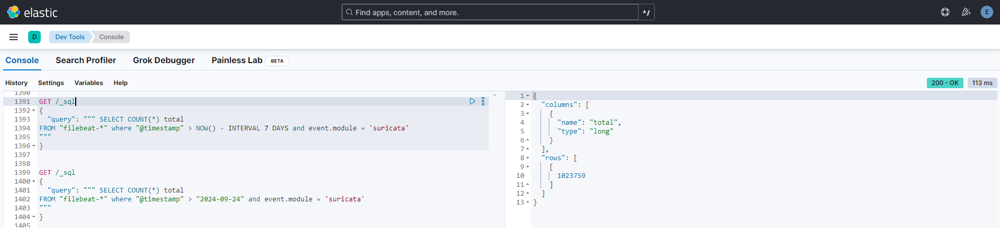 elastic
Find apps, content, and more.
^/
E
D
Dev Tools
Console
Console
Search Profiler
Grok Debugger
Painless Lab
BETA
History
Settings
Variables
Help
200 - OK
113 ms
1390
1391 GET /_sql
1392 {
1393 "query": """ SELECT COUNT(*) total
1394 FROM "filebeat-*" where "@timestamp" > NOW() - INTERVAL 7 DAYS and event.module = 'suricata'
1395 """
1396 }
1397
1398
1399 GET /_sql
1400 {
1401 "query": """ SELECT COUNT(*) total
1402 FROM "filebeat-*" where "@timestamp" > "2024-09-24" and event.module = 'suricata'
1403 """
1404 }
1405
1 {
2 "columns": [
3 {
4 "name": "total",
5 "type": "long"
6 }
7 ],
8 "rows": [
9 [
10 1023759
11 ]
12 ]
13 }